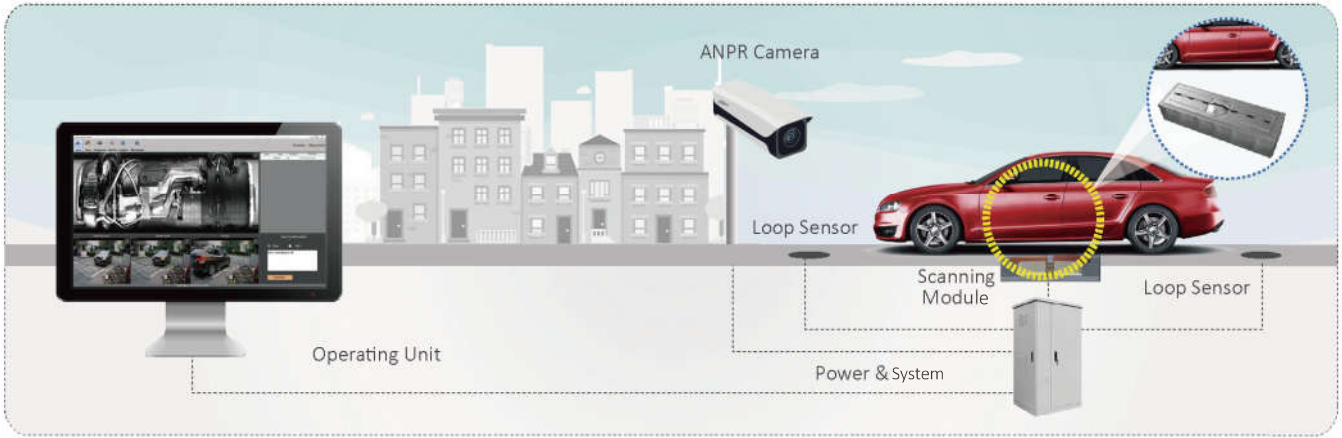 ANPR Camera
Loop Sensor
Scanning
Module
Loop Sensor
Operating Unit
Power & System